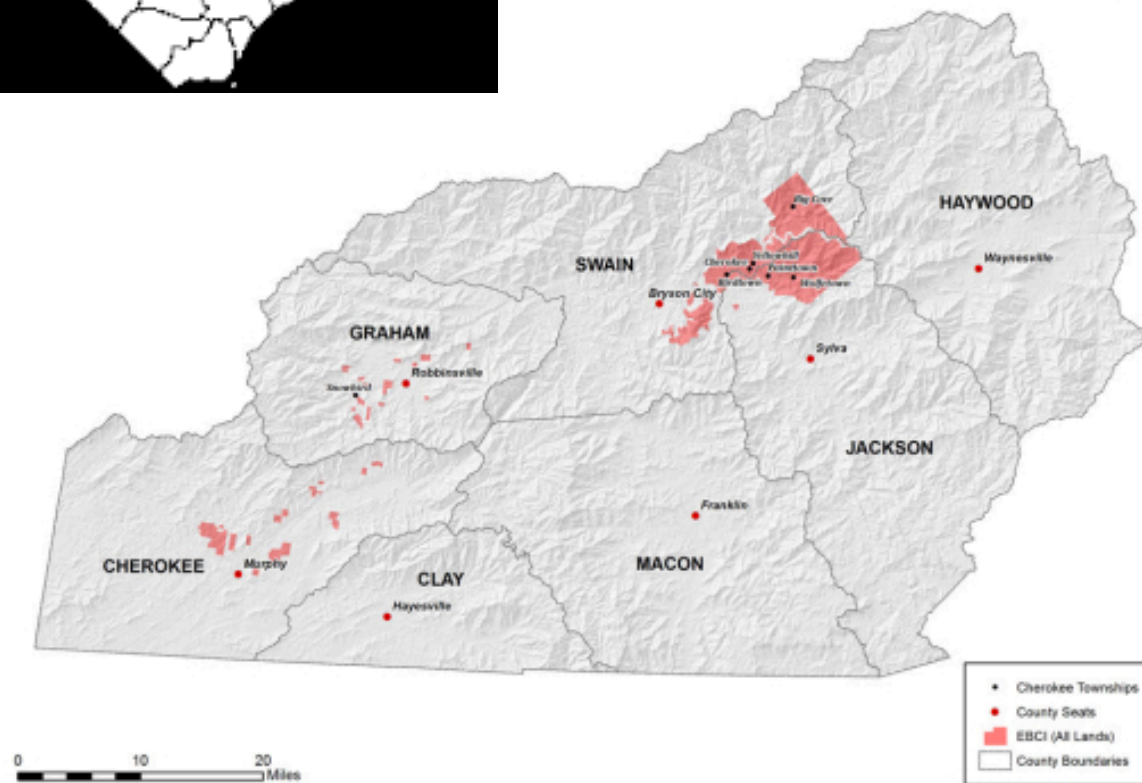 HAYWOOD
Waynesville
Big Cove
SWAIN
Cherokee
Yellowhill
Painttown
Birdtown
Wolfetown
Bryson City
GRAHAM
Robbinsville
Snowbird
Sylva
JACKSON
Franklin
MACON
CHEROKEE
Murphy
CLAY
Hayesville
Cherokee Townships
County Seats
EBCI (All Lands)
County Boundaries
0 10 20
Miles